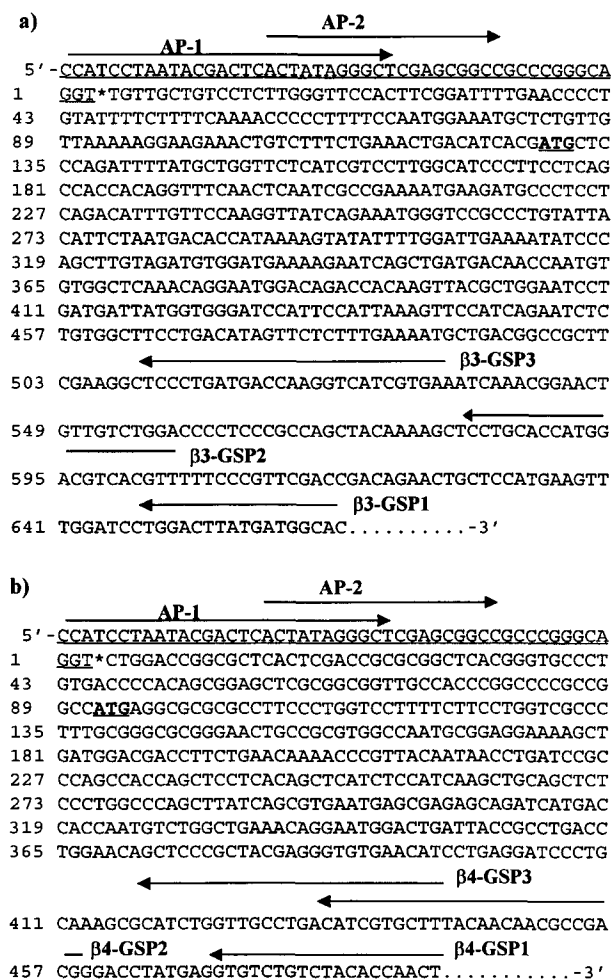 a)
AP-2
AP-1
5′-CCATCCTAATACGACTCACTATAGGGCTCGAGCGGCCGCCCGGGCA
1 GGT*TGTTGCTGTCCTCTTGGGTTCCACTTCGGATTTTGAACCCCT
43 GTATTTTCTTTTCAAAACCCCCTTTTCCAATGGAAATGCTCTGTTG
89 TTAAAAAGGAAGAAACTGTCTTTCTGAAACTGACATCACGATGCTC
135 CCAGATTTTATGCTGGTTCTCATCGTCCTTGGCATCCCTTCCTCAG
181 CCACCACAGGTTTCAACTCAATCGCCGAAAATGAAGATGCCCTCCT
227 CAGACATTTGTTCCAAGGTTATCAGAAATGGGTCCGCCCTGTATTA
273 CATTCTAATGACACCATAAAAGTATATTTTGGATTGAAAATATCCC
319 AGCTTGTAGATGTGGATGAAAAGAATCAGCTGATGACAACCAATGT
365 GTGGCTCAAACAGGAATGGACAGACCACAAGTTACGCTGGAATCCT
411 GATGATTATGGTGGGATCCATTCCATTAAAGTTCCATCAGAATCTC
457 TGTGGCTTCCTGACATAGTTCTCTTTGAAAATGCTGACGGCCGCTT
β3-GSP3
503 CGAAGGCTCCCTGATGACCAAGGTCATCGTGAAATCAAACGGAACT
549 GTTGTCTGGACCCCTCCCGCCAGCTACAAAAGCTCCTGCACCATGG
β3-GSP2
595 ACGTCACGTTTTTCCCGTTCGACCGACAGAACTGCTCCATGAAGTT
β3-GSP1
641 TGGATCCTGGACTTATGATGGCAC..........-3′
b)
AP-2
AP-1
5′-CCATCCTAATACGACTCACTATAGGGCTCGAGCGGCCGCCCGGGCA
1 GGT*CTGGACCGGCGCTCACTCGACCGCGCGGCTCACGGGTGCCCT
43 GTGACCCCACAGCGGAGCTCGCGGCGGTTGCCACCCGGCCCCGCCG
89 GCCATGAGGCGCGCGCCTTCCCTGGTCCTTTTCTTCCTGGTCGCCC
135 TTTGCGGGCGCGGGAACTGCCGCGTGGCCAATGCGGAGGAAAAGCT
181 GATGGACGACCTTCTGAACAAAACCCGTTACAATAACCTGATCCGC
227 CCAGCCACCAGCTCCTCACAGCTCATCTCCATCAAGCTGCAGCTCT
273 CCCTGGCCCAGCTTATCAGCGTGAATGAGCGAGAGCAGATCATGAC
319 CACCAATGTCTGGCTGAAACAGGAATGGACTGATTACCGCCTGACC
365 TGGAACAGCTCCCGCTACGAGGGTGTGAACATCCTGAGGATCCCTG
β4-GSP3
411 CAAAGCGCATCTGGTTGCCTGACATCGTGCTTTACAACAACGCCGA
β4-GSP2 β4-GSP1
457 CGGGACCTATGAGGTGTCTGTCTACACCAACT............-3′